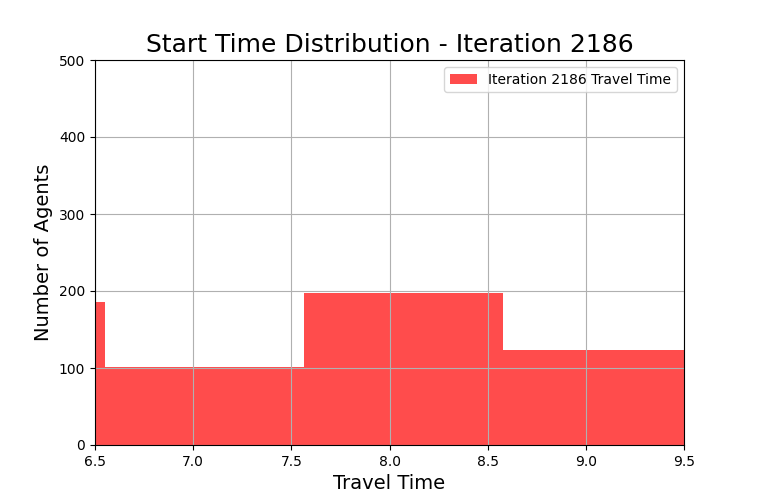 Start Time Distribution - Iteration 2186
500
400
300
200
100
0
Number of Agents
Iteration 2186 Travel Time
6.5 7.0 7.5 8.0 8.5 9.0 9.5
Travel Time